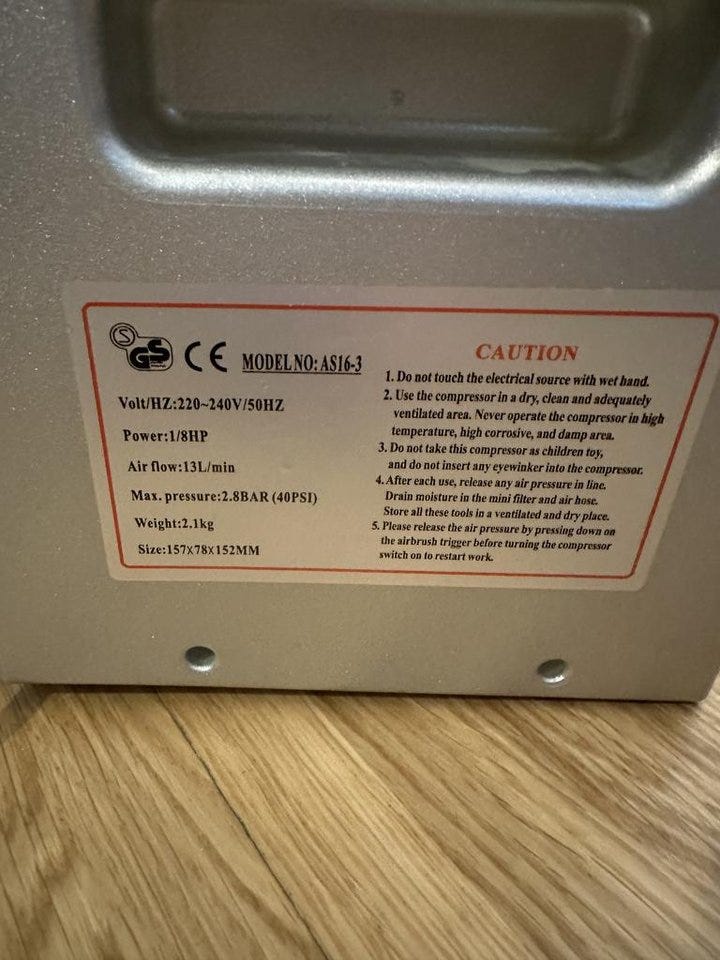 S
GS
CE
MODEL NO: AS16-3
Volt/HZ:220~240V/50HZ
Power:1/8HP
Air flow:13L/min
Max. pressure:2.8BAR (40PSI)
Weight:2.1kg
Size:157X78X152MM
CAUTION
1. Do not touch the electrical source with wet hand.
2. Use the compressor in a dry, clean and adequately
ventilated area. Never operate the compressor in high
temperature, high corrosive, and damp area.
3. Do not take this compressor as children toy,
and do not insert any eyewinker into the compressor.
4. After each use, release any air pressure in line.
Drain moisture in the mini filter and air hose.
Store all these tools in a ventilated and dry place.
5. Please release the air pressure by pressing down on
the airbrush trigger before turning the compressor
switch on to restart work.